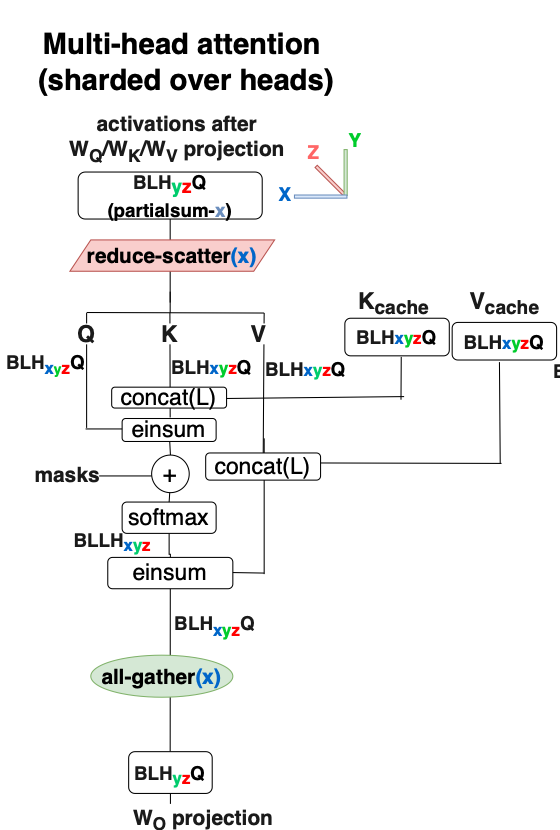 Multi-head attention
(sharded over heads)
activations after
WQ/WK/WV projection
Z
Y
X
BLHyzQ
(partialsum-x)
reduce-scatter(x)
Kcache
Vcache
BLHxyzQ
BLHxyzQ
Q
K
V
BLHxyzQ
BLHxyzQ
BLHxyzQ
concat(L)
einsum
masks
+
concat(L)
softmax
BLLHxyz
einsum
BLHxyzQ
all-gather(x)
BLHyzQ
WO projection